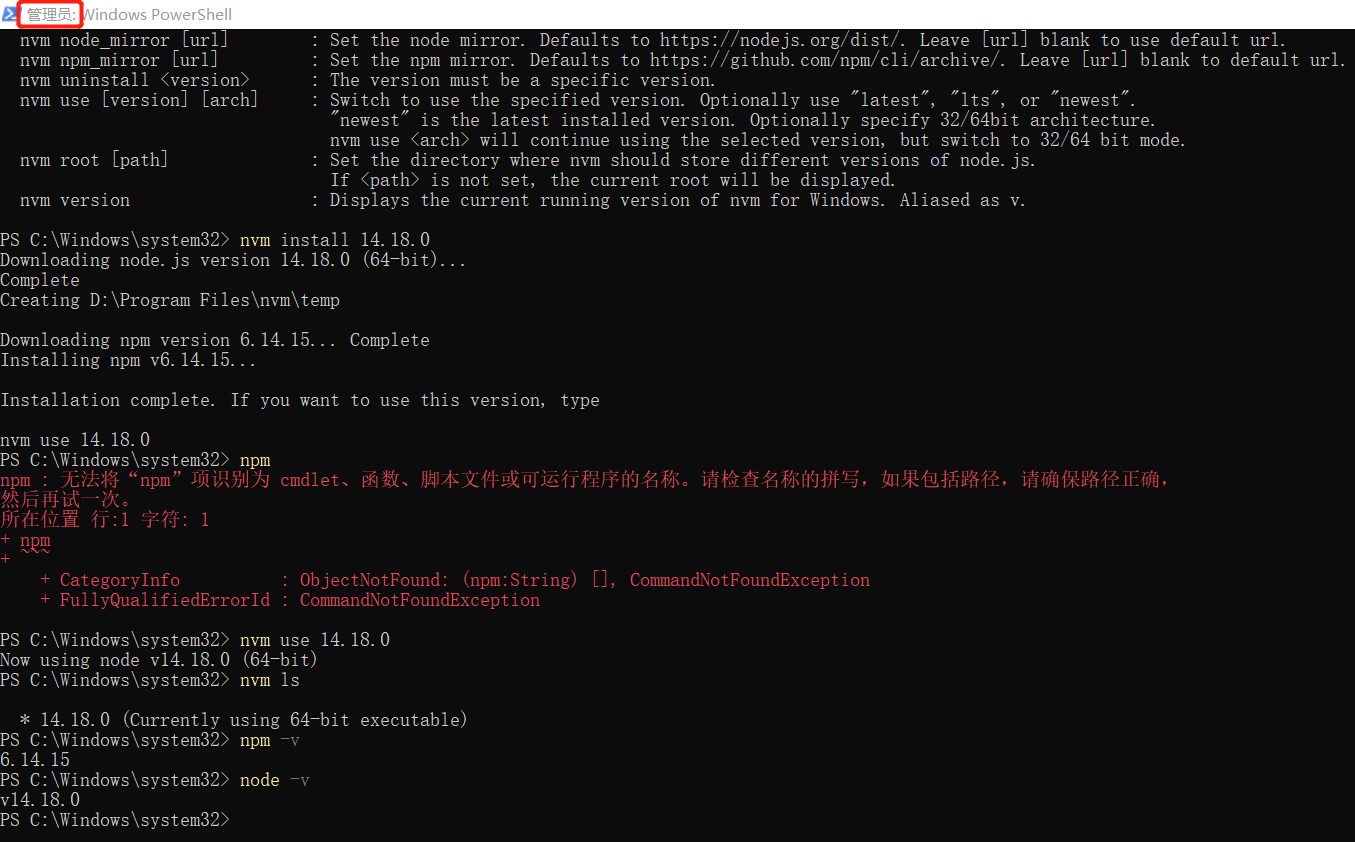 管理员: Windows PowerShell
nvm node_mirror [url] : Set the node mirror. Defaults to https://nodejs.org/dist/. Leave [url] blank to use default url.
nvm npm_mirror [url] : Set the npm mirror. Defaults to https://github.com/npm/cli/archive/. Leave [url] blank to default url.
nvm uninstall <version> : The version must be a specific version.
nvm use [version] [arch] : Switch to use the specified version. Optionally use "latest", "lts", or "newest".
"newest" is the latest installed version. Optionally specify 32/64bit architecture.
nvm use <arch> will continue using the selected version, but switch to 32/64 bit mode.
nvm root [path] : Set the directory where nvm should store different versions of node.js.
If <path> is not set, the current root will be displayed.
nvm version : Displays the current running version of nvm for Windows. Aliased as v.
PS C:\Windows\system32> nvm install 14.18.0
Downloading node.js version 14.18.0 (64-bit)...
Complete
Creating D:\Program Files\nvm\temp
Downloading npm version 6.14.15... Complete
Installing npm v6.14.15...
Installation complete. If you want to use this version, type
nvm use 14.18.0
PS C:\Windows\system32> npm
npm : 无法将“npm”项识别为 cmdlet、函数、脚本文件或可运行程序的名称。请检查名称的拼写，如果包括路径，请确保路径正确，
然后再试一次。
所在位置 行:1 字符: 1
+ npm
+ ~~~
+ CategoryInfo : ObjectNotFound: (npm:String) [], CommandNotFoundException
+ FullyQualifiedErrorId : CommandNotFoundException
PS C:\Windows\system32> nvm use 14.18.0
Now using node v14.18.0 (64-bit)
PS C:\Windows\system32> nvm ls
* 14.18.0 (Currently using 64-bit executable)
PS C:\Windows\system32> npm -v
6.14.15
PS C:\Windows\system32> node -v
v14.18.0
PS C:\Windows\system32>